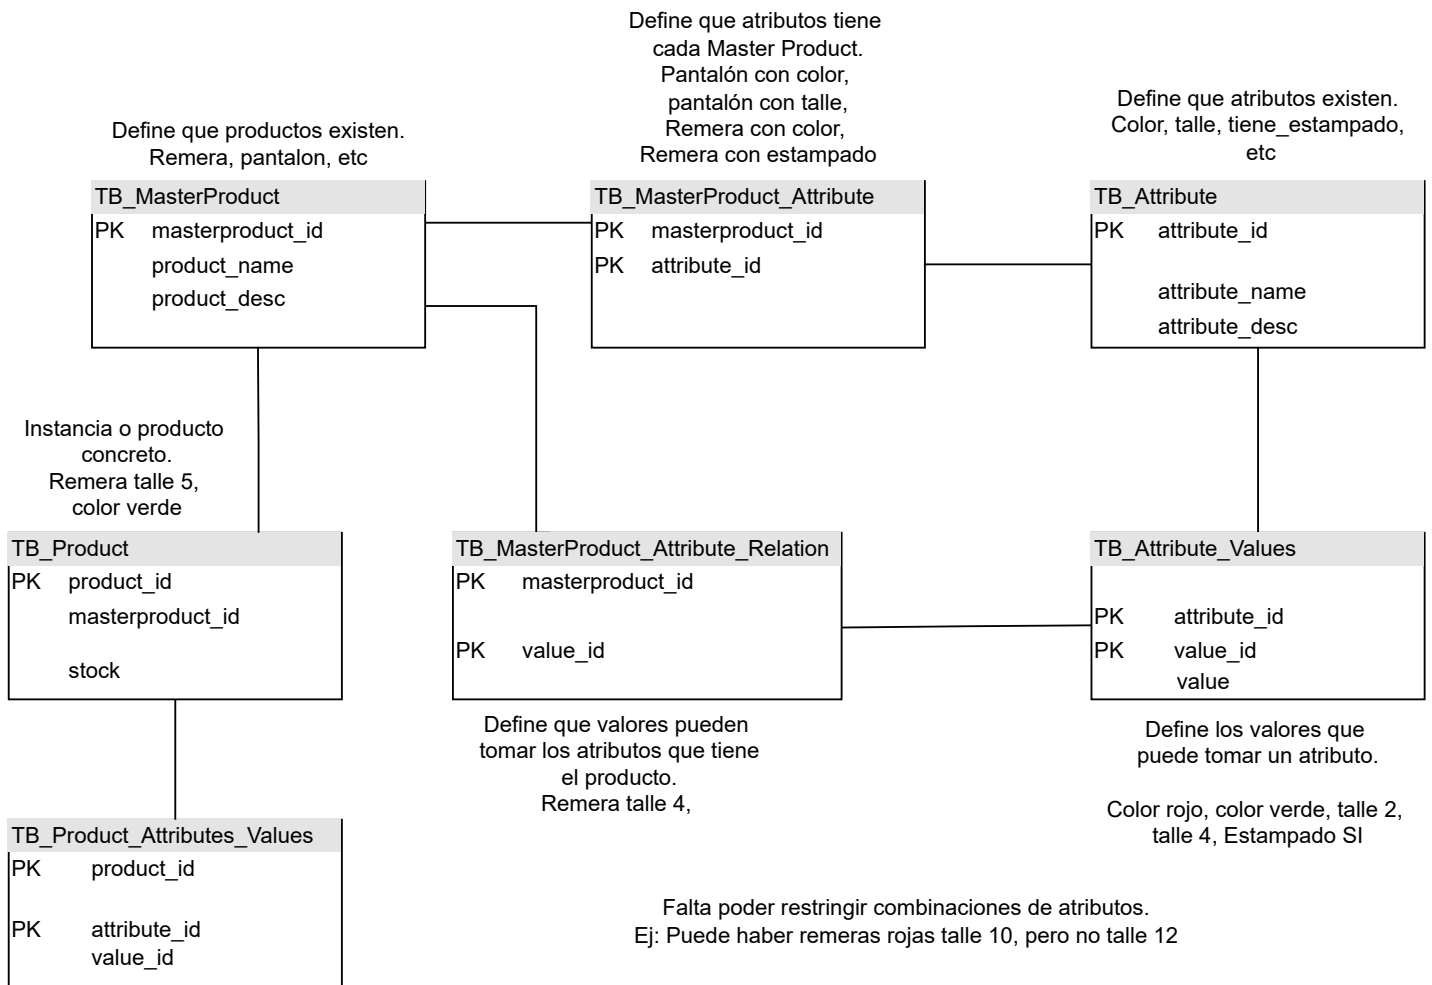 Define que atributos tiene
cada Master Product.
Pantalón con color,
pantalón con talle,
Remera con color,
Remera con estampado
Define que atributos existen.
Color, talle, tiene_estampado,
etc
Define que productos existen.
Remera, pantalon, etc
TB_MasterProduct
PK masterproduct_id
product_name
product_desc
TB_MasterProduct_Attribute
PK masterproduct_id
PK attribute_id
TB_Attribute
PK attribute_id
attribute_name
attribute_desc
Instancia o producto
concreto.
Remera talle 5,
color verde
TB_Product
PK product_id
masterproduct_id
stock
TB_MasterProduct_Attribute_Relation
PK masterproduct_id
PK value_id
TB_Attribute_Values
PK attribute_id
PK value_id
value
Define que valores pueden
tomar los atributos que tiene
el producto.
Remera talle 4,
Define los valores que
puede tomar un atributo.
Color rojo, color verde, talle 2,
talle 4, Estampado SI
TB_Product_Attributes_Values
PK product_id
PK attribute_id
value_id
Falta poder restringir combinaciones de atributos.
Ej: Puede haber remeras rojas talle 10, pero no talle 12